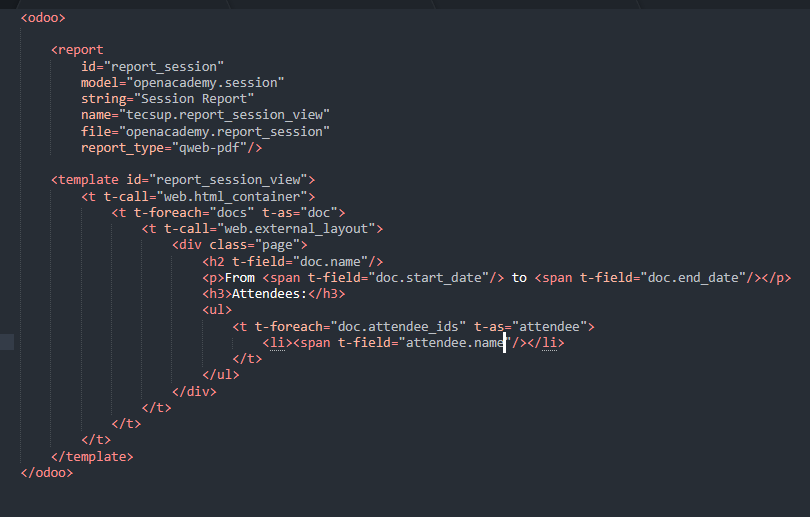 <odoo>
<report
id="report_session"
model="openacademy.session"
string="Session Report"
name="tecsup.report_session_view"
file="openacademy.report_session"
report_type="qweb-pdf"/>
<template id="report_session_view">
<t t-call="web.html_container">
<t t-foreach="docs" t-as="doc">
<t t-call="web.external_layout">
<div class="page">
<h2 t-field="doc.name"/>
<p>From <span t-field="doc.start_date"/> to <span t-field="doc.end_date"/></p>
<h3>Attendees:</h3>
<ul>
<t t-foreach="doc.attendee_ids" t-as="attendee">
<li><span t-field="attendee.name"/></li>
</t>
</ul>
</div>
</t>
</t>
</t>
</template>
</odoo>